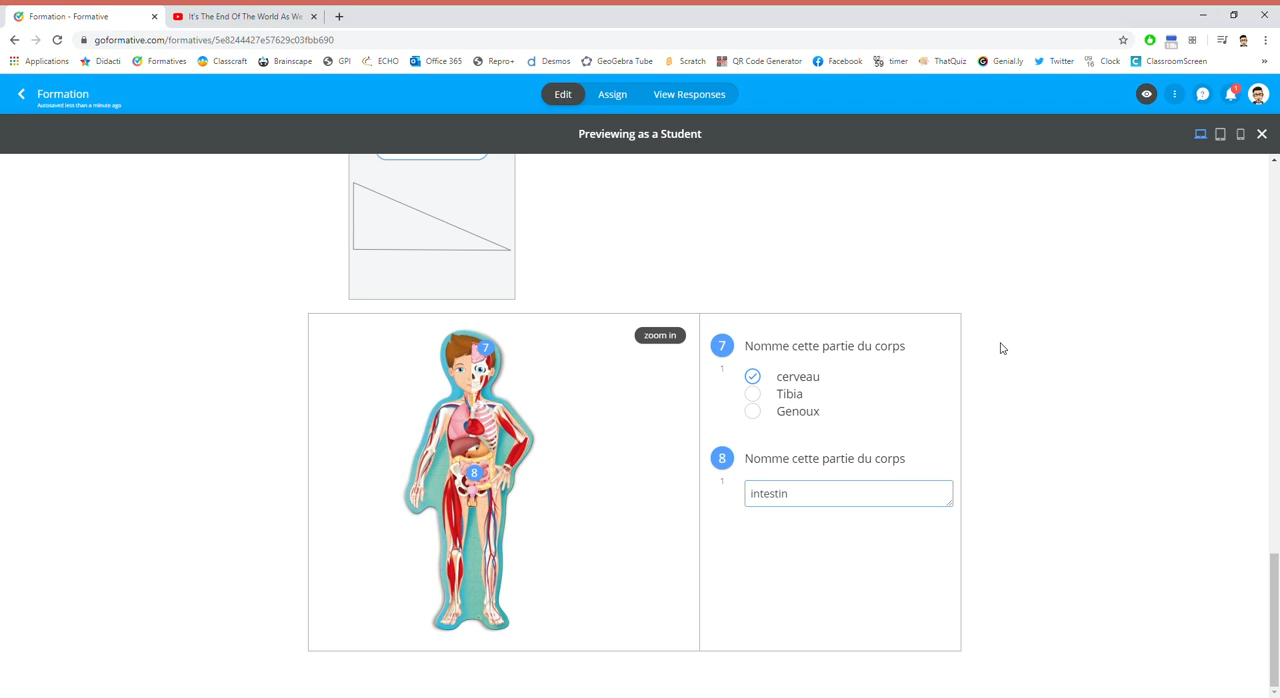 Formation - Formative
It's The End Of The World As We
goformative.com/formatives/5e8244427e57629c03fbb690
Applications Didacti Formatives Classcraft Brainscape GPI ECHO Office 365 Repro+ Desmos GeoGebra Tube Scratch QR Code Generator Facebook timer ThatQuiz Genial.ly Twitter Clock ClassroomScreen »
Formation
Autosaved less than a minute ago
Edit Assign View Responses
1
Previewing as a Student
zoom in
7
8
7 Nomme cette partie du corps
1
cerveau
Tibia
Genoux
8 Nomme cette partie du corps
1
intestin